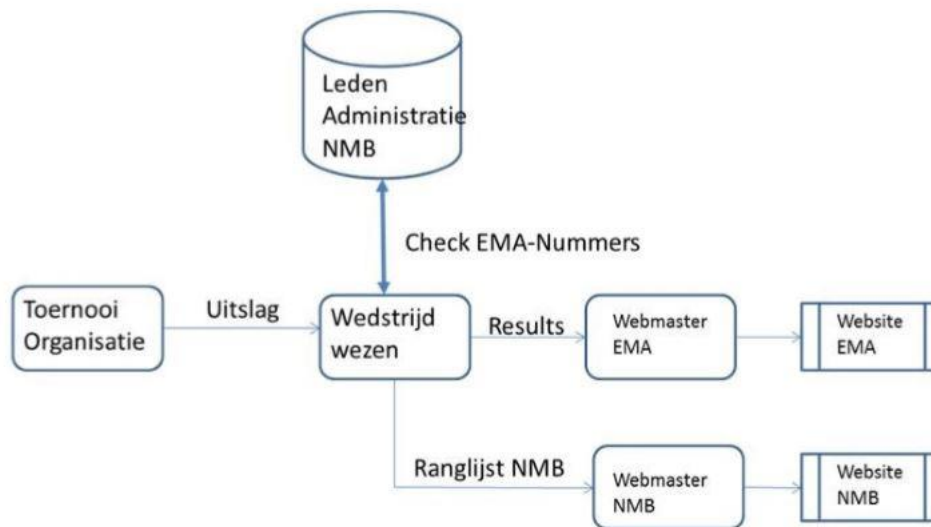 Leden
Administratie
NMB
Check EMA-Nummers
Toernooi
Organisatie
Uitslag
Wedstrijd
wezen
Results
Webmaster
EMA
Website
EMA
Ranglijst NMB
Webmaster
NMB
Website
NMB